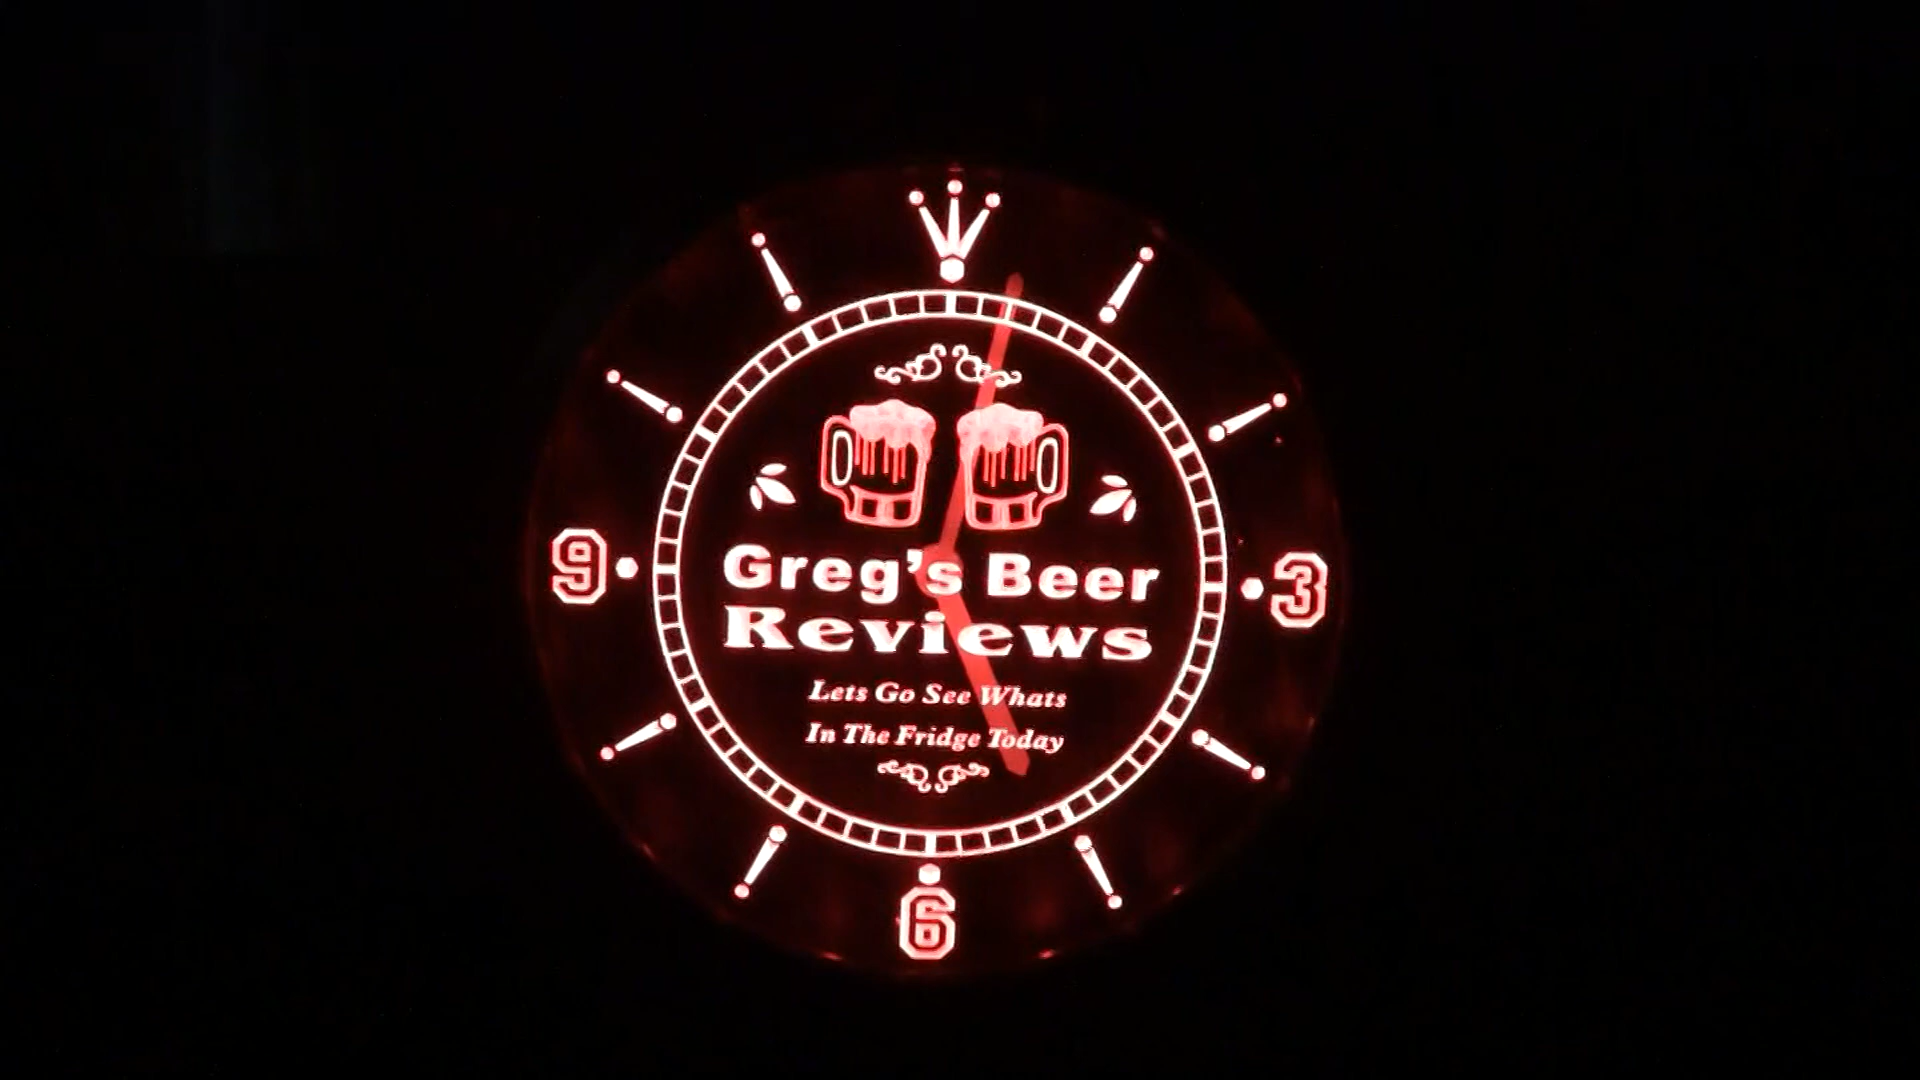 9
3
Greg's Beer
Reviews
Lets Go See Whats
In The Fridge Today
6